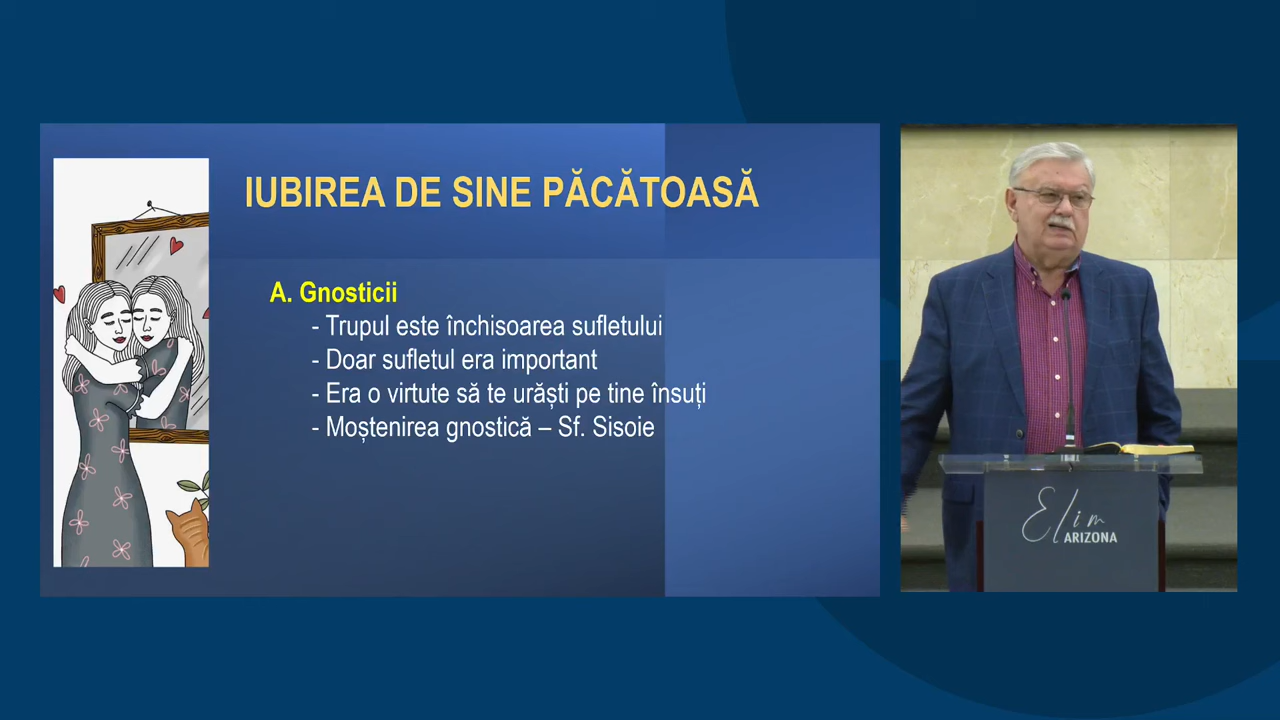 IUBIREA DE SINE PĂCĂTOASĂ
A. Gnosticii
- Trupul este închisoarea sufletului
- Doar sufletul era important
- Era o virtute să te urăști pe tine însuți
- Moștenirea gnostică – Sf. Sisoie
Elim
ARIZONA